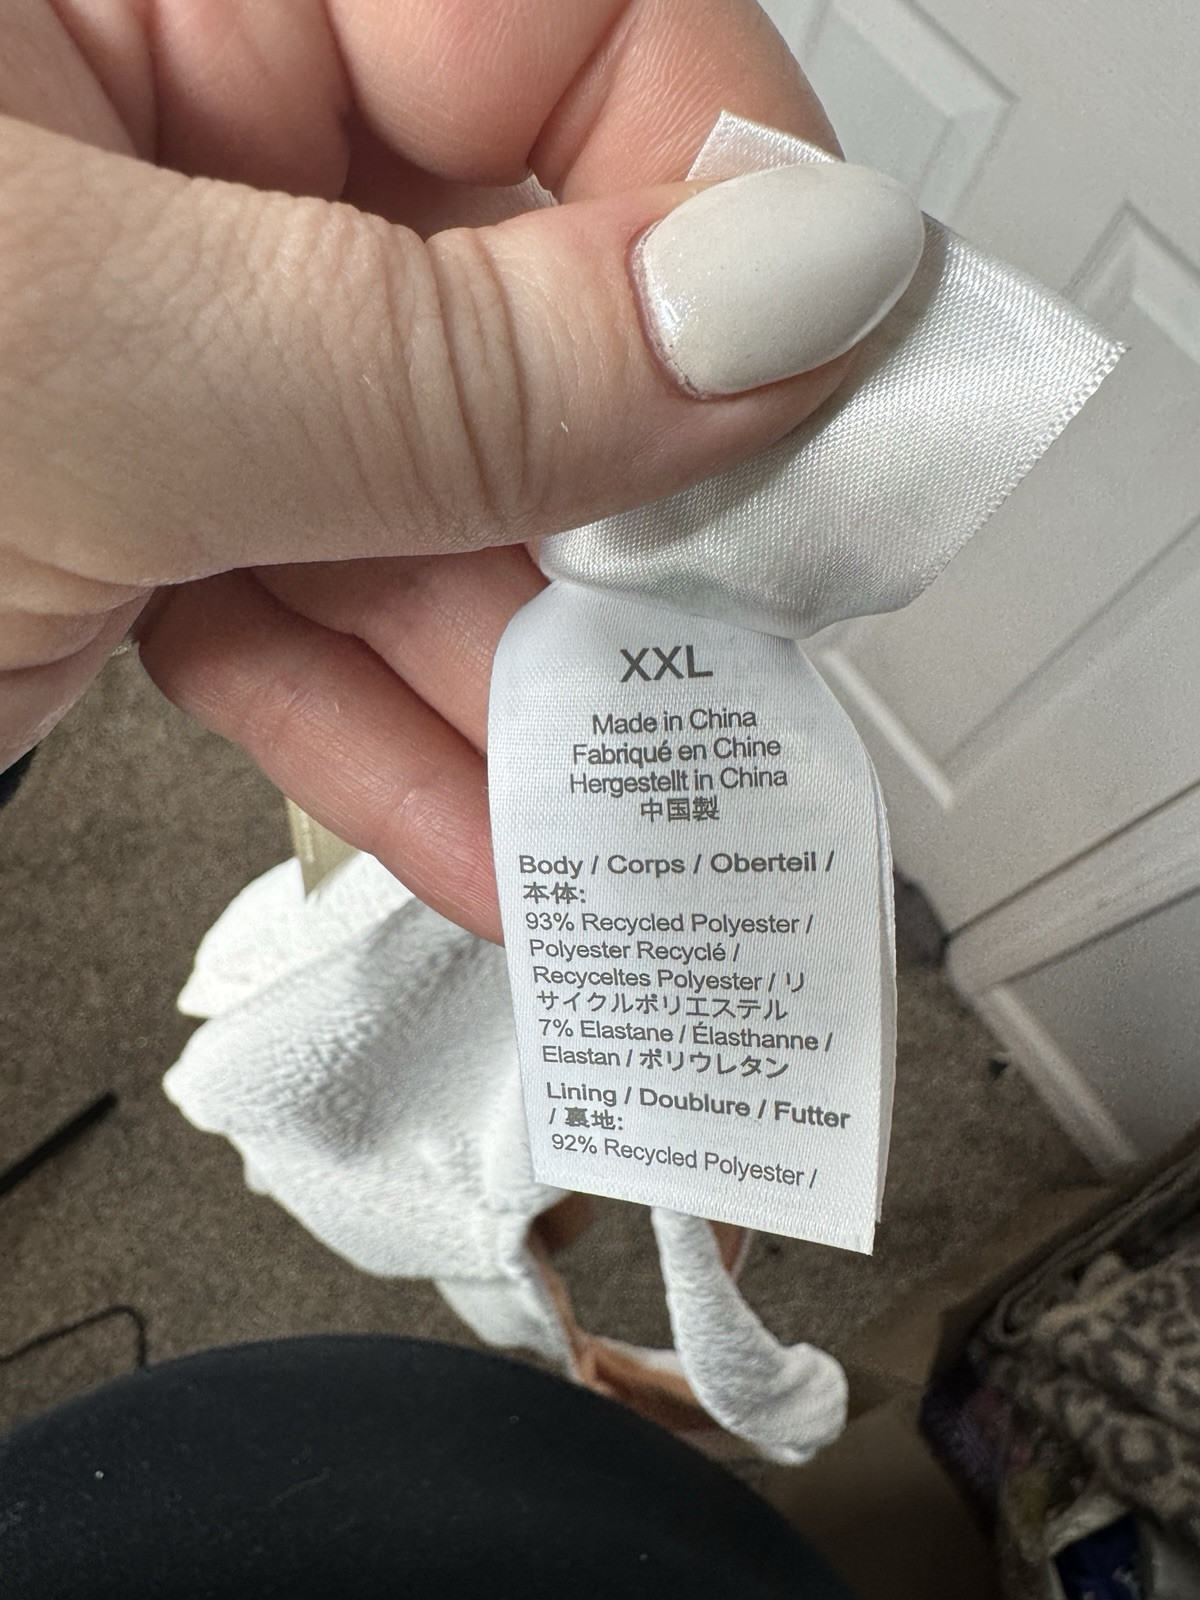 XXL
Made in China
Fabriqué en Chine
Hergestellt in China
中国製
Body / Corps / Oberteil /
本体:
93% Recycled Polyester /
Polyester Recyclé /
Recyceltes Polyester / リ
サイクルポリエステル
7% Elastane / Élasthanne /
Elastan / ポリウレタン
Lining / Doublure / Futter
/ 裏地:
92% Recycled Polyester /